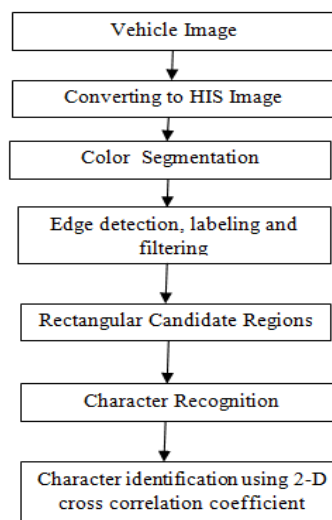 Vehicle Image
Converting to HIS Image
Color Segmentation
Edge detection, labeling and
filtering
Rectangular Candidate Regions
Character Recognition
Character identification using 2-D
cross correlation coefficient